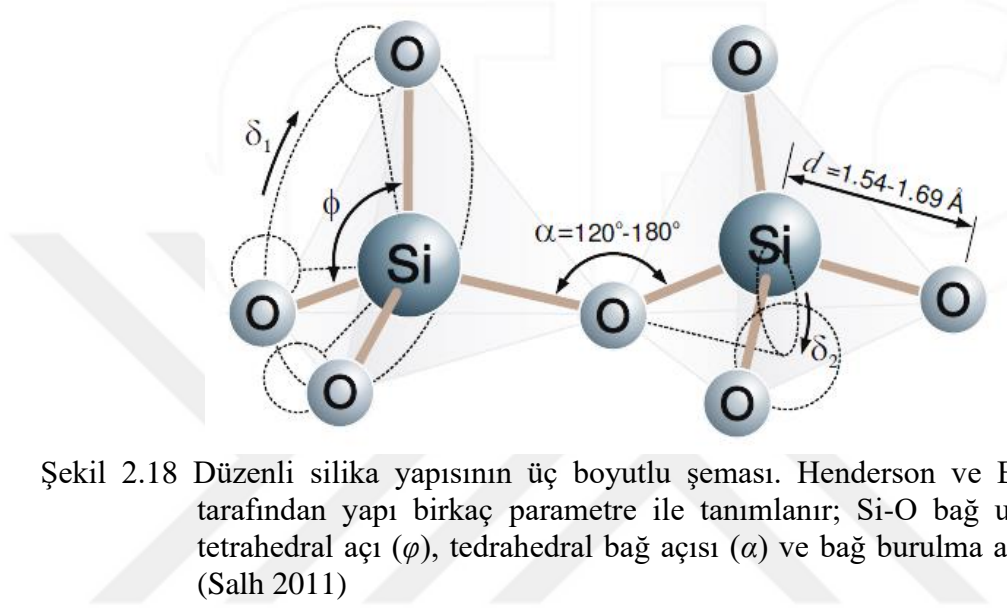 O
O
δ₁
d =1.54-1.69 Å
ϕ
α=120°-180°
Si
Si
O
O
O
δ₂
O
O
Şekil 2.18 Düzenli silika yapısının üç boyutlu şeması. Henderson ve
tarafından yapı birkaç parametre ile tanımlanır; Si-O bağ
tetrahedral açı (φ), tedrahedral bağ açısı (α) ve bağ burulma
(Salh 2011)